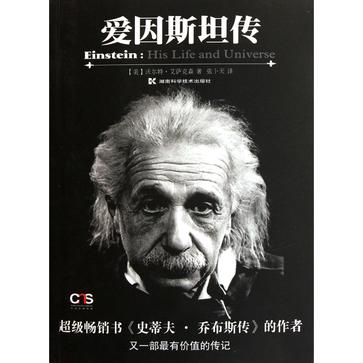 爱因斯坦传
Einstein: His Life and Universe
[美]沃尔特·艾萨克森 著 张卜天 译
湖南科学技术出版社
CNS
超级畅销书《史蒂夫·乔布斯传》的作者
又一部最有价值的传记